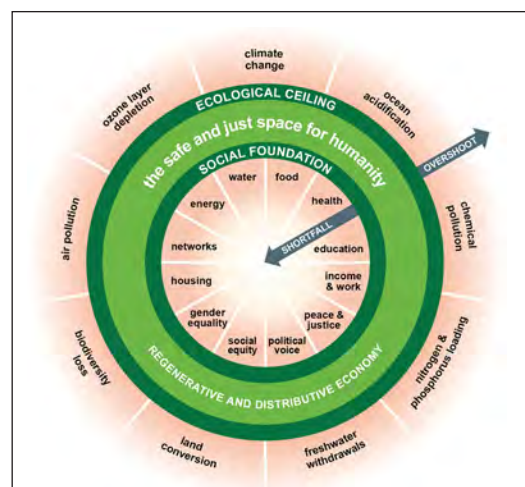 climate
change
ocean
acidification
chemical
pollution
nitrogen &
phosphorus loading
freshwater
withdrawals
land
conversion
biodiversity
loss
air pollution
ozone layer
depletion
OVERSHOOT
ECOLOGICAL CEILING
the safe and just space for humanity
SOCIAL FOUNDATION
water
food
health
SHORTFALL
education
income
& work
peace &
justice
political
voice
social
equity
gender
equality
housing
networks
energy
REGENERATIVE AND DISTRIBUTIVE ECONOMY